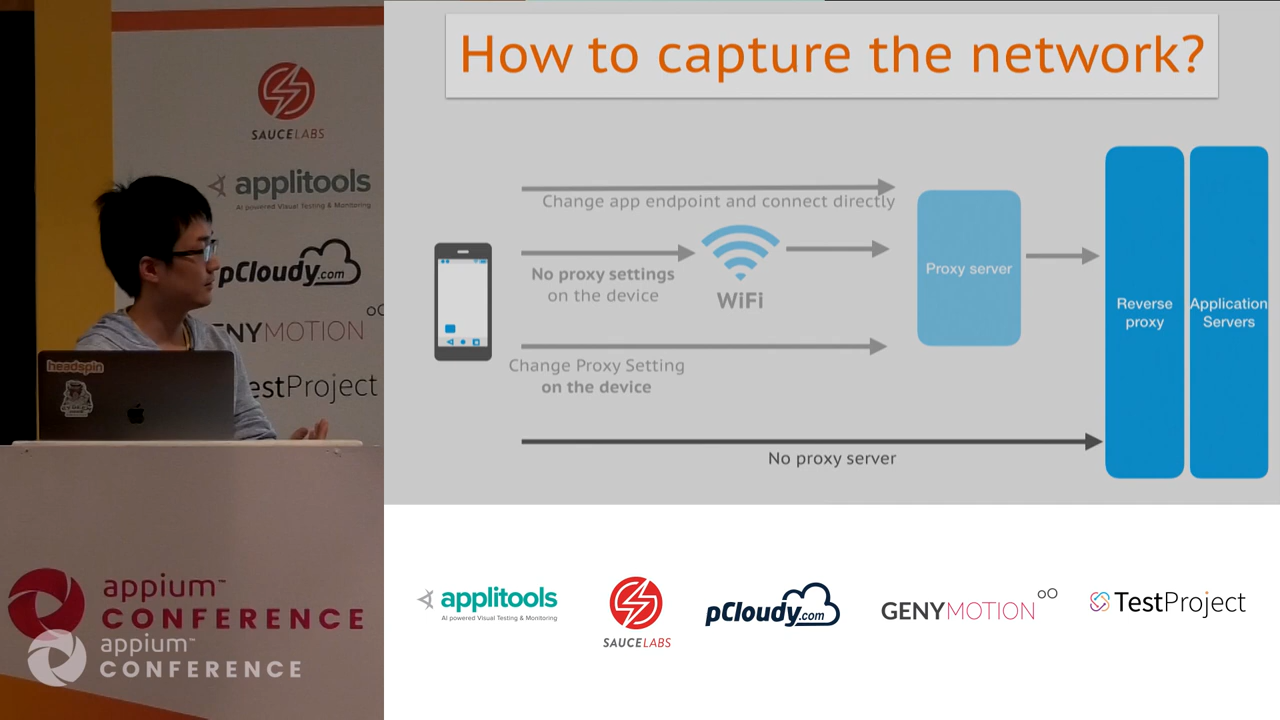 How to capture the network?
Change app endpoint and connect directly
No proxy settings
on the device
WiFi
Proxy server
Reverse
proxy
Application
Servers
Change Proxy Setting
on the device
No proxy server
SAUCELABS
applitools
AI powered Visual Testing & Monitoring
pCloudy.com
GENYMOTION
TestProject
headspin
appium™
CONFERENCE
appium™
CONFERENCE
applitools
AI powered Visual Testing & Monitoring
SAUCELABS
pCloudy.com
GENYMOTION
TestProject